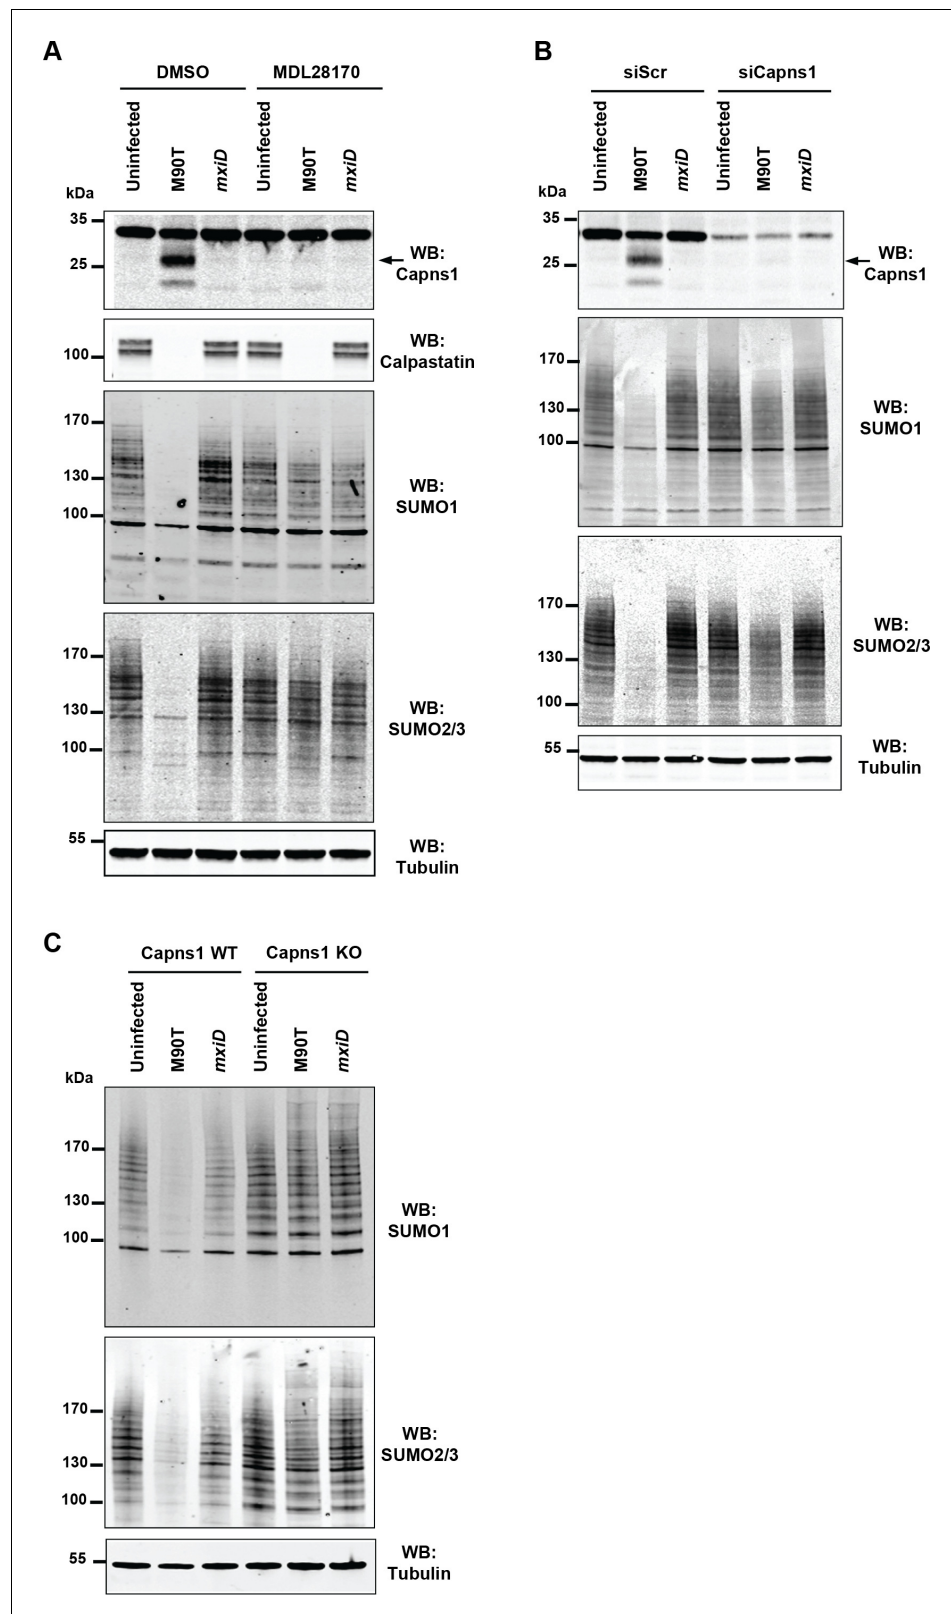 A
DMSO MDL28170
Uninfected M90T mxiD Uninfected M90T mxiD
kDa
35
25
WB:
Capns1
100
WB:
Calpastatin
170
130
100
WB:
SUMO1
170
130
100
WB:
SUMO2/3
55
WB:
Tubulin
B
siScr siCapns1
Uninfected M90T mxiD Uninfected M90T mxiD
kDa
35
25
WB:
Capns1
170
130
100
WB:
SUMO1
170
130
100
WB:
SUMO2/3
55
WB:
Tubulin
C
Capns1 WT Capns1 KO
Uninfected M90T mxiD Uninfected M90T mxiD
kDa
170
130
100
WB:
SUMO1
170
130
100
WB:
SUMO2/3
55
WB:
Tubulin